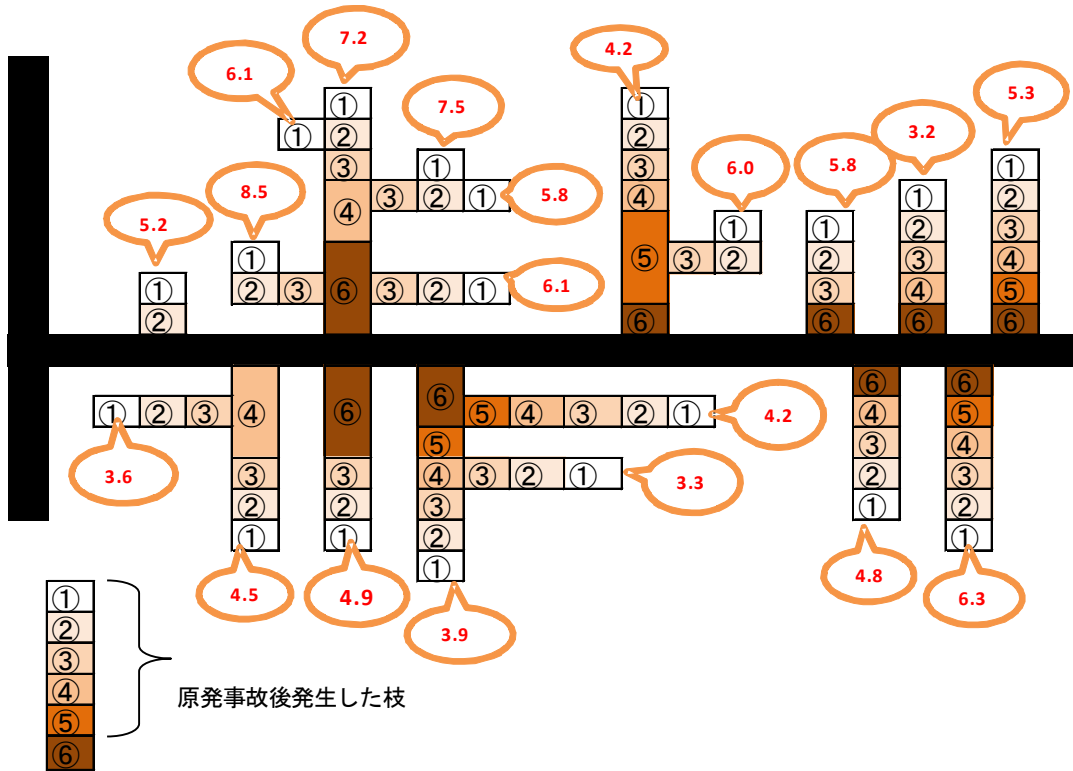 7.2
4.2
6.1
7.5
5.3
3.2
① ①
① ② ① ② ①
③ ① ③ ②
8.5 6.0 5.8
④ ③ ② ① 5.8 ④ ① ③
5.2 ① ⑤ ① ① ② ④
② ③ ⑥ ③ ② ① 6.1 ③ ② ② ③ ⑤
① ③ ④ ⑥
② ⑥ ⑥ ⑥
④ ⑥ ⑥ ⑥ ⑥
① ② ③ ⑤ ④ ③ ② ① 4.2 ④ ⑤
3.6 ⑤ ③ ④
③ ③ ④ ③ ② ① 3.3 ② ③
② ② ③ ① ②
① ① ② ①
①
4.5 4.9 3.9 4.8 6.3
①
②
③
④
⑤
⑥
原発事故後発生した枝